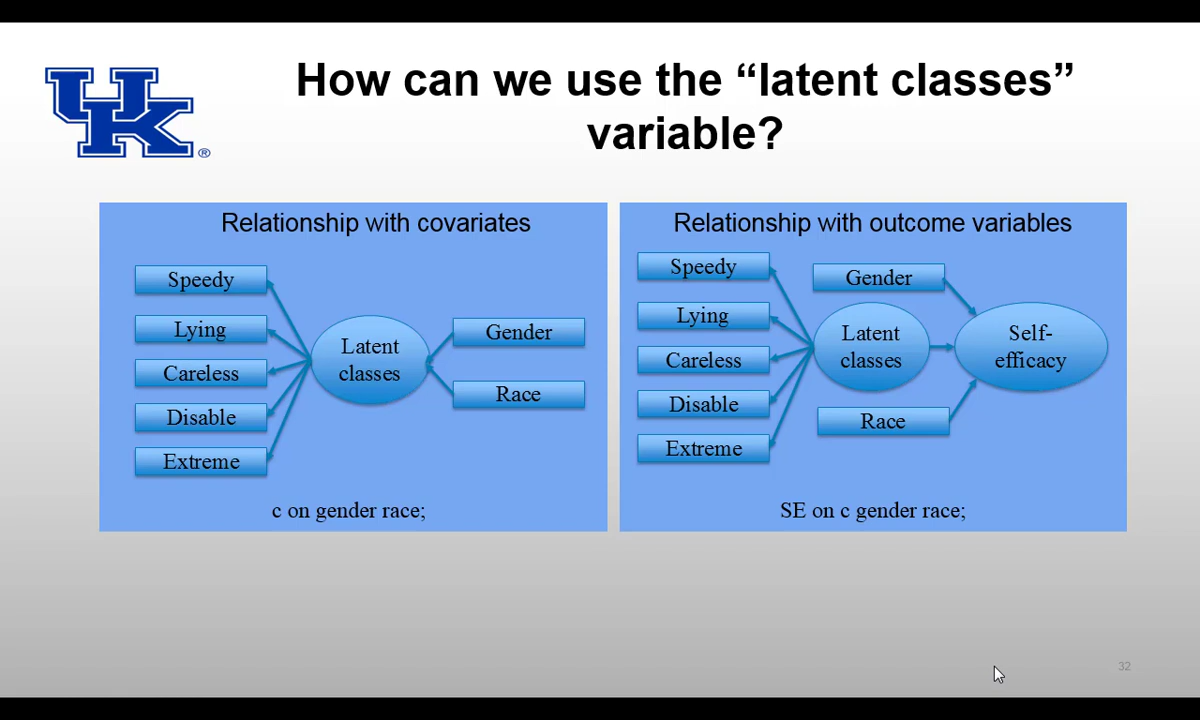 UK®
How can we use the “latent classes”
variable?
Relationship with covariates
Speedy
Lying
Careless
Disable
Extreme
Latent
classes
Gender
Race
c on gender race;
Relationship with outcome variables
Speedy
Lying
Careless
Disable
Extreme
Gender
Latent
classes
Race
Self-
efficacy
SE on c gender race;
32